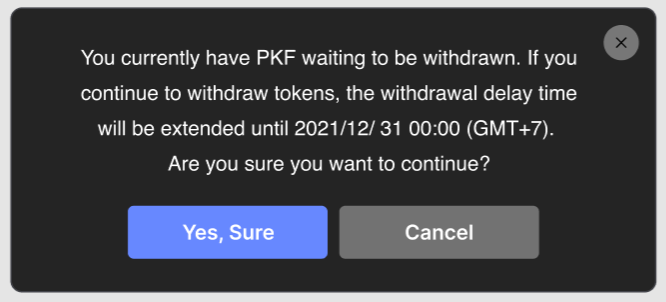 You currently have PKF waiting to be withdrawn. If you
continue to withdraw tokens, the withdrawal delay time
will be extended until 2021/12/ 31 00:00 (GMT+7).
Are you sure you want to continue?
Yes, Sure
Cancel